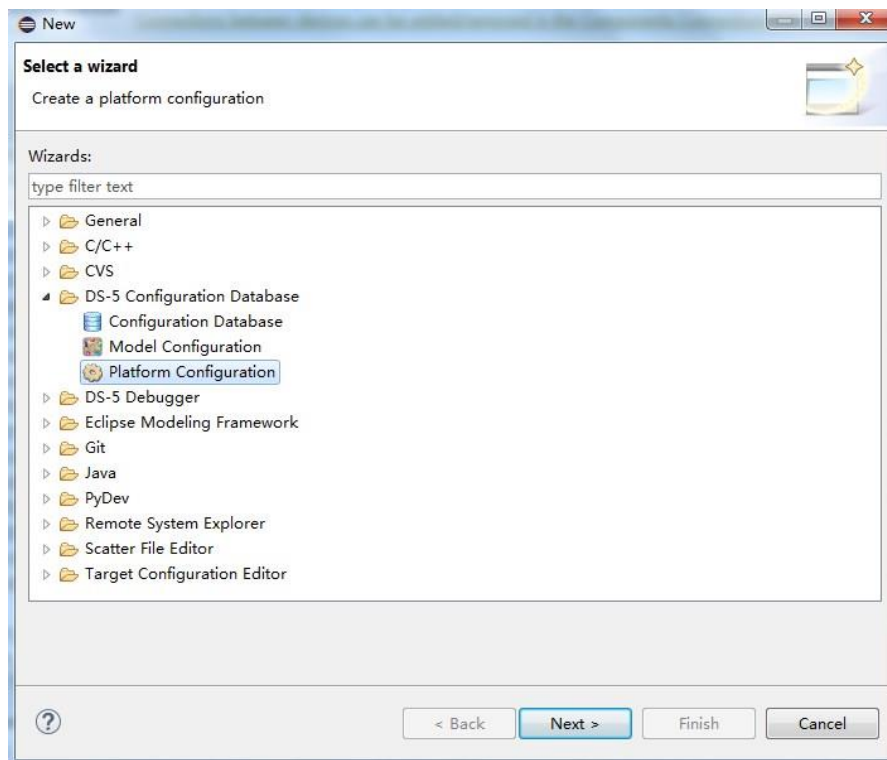 New
Select a wizard
Create a platform configuration
Wizards:
type filter text
General
C/C++
CVS
DS-5 Configuration Database
Configuration Database
Model Configuration
Platform Configuration
DS-5 Debugger
Eclipse Modeling Framework
Git
Java
PyDev
Remote System Explorer
Scatter File Editor
Target Configuration Editor
? < Back Next > Finish Cancel